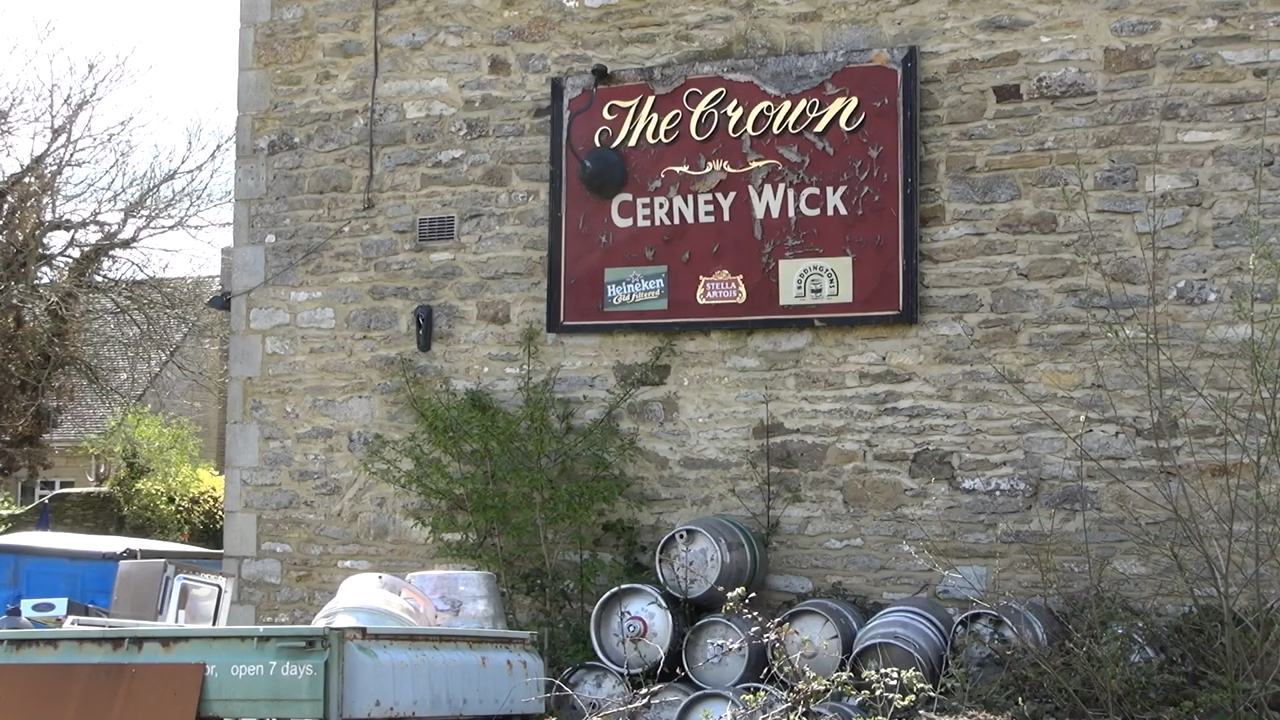 The Crown
CERNEY WICK
Heineken
Cold filtered
STELLA
ARTOIS
BODDINGTONS
or, open 7 days.